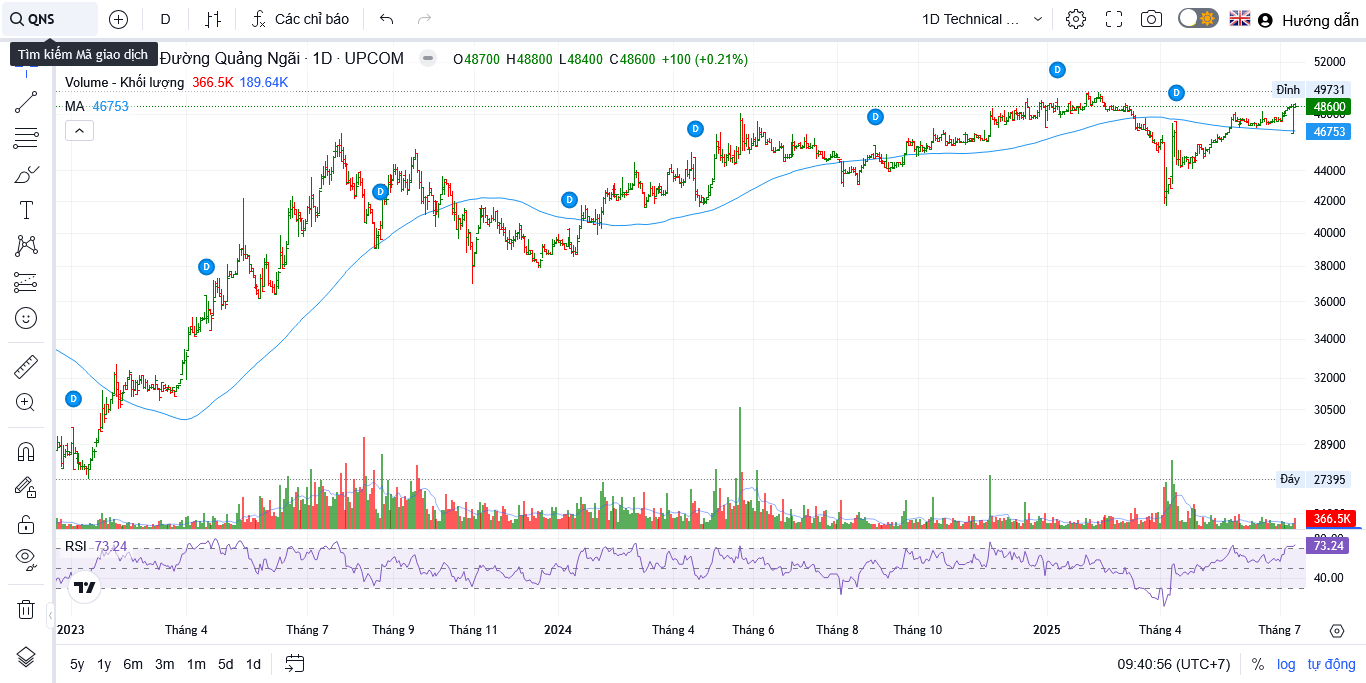 QNS
D
Các chỉ báo
1D Technical ...
Hướng dẫn
Tìm kiếm Mã giao dịch
Đường Quảng Ngãi · 1D · UPCOM
O48700 H48800 L48400 C48600 +100 (+0.21%)
Volume - Khối lượng 366.5K 189.64K
MA 46753
52000
Đỉnh 49731
48600
46753
44000
42000
40000
38000
36000
34000
32000
30500
28900
Đáy 27395
366.5K
D
D
D
D
D
D
D
D
RSI 73.24
73.24
40.00
2023 Tháng 4 Tháng 7 Tháng 9 Tháng 11 2024 Tháng 4 Tháng 6 Tháng 8 Tháng 10 2025 Tháng 4 Tháng 7
5y 1y 6m 3m 1m 5d 1d
09:40:56 (UTC+7) % log tự động